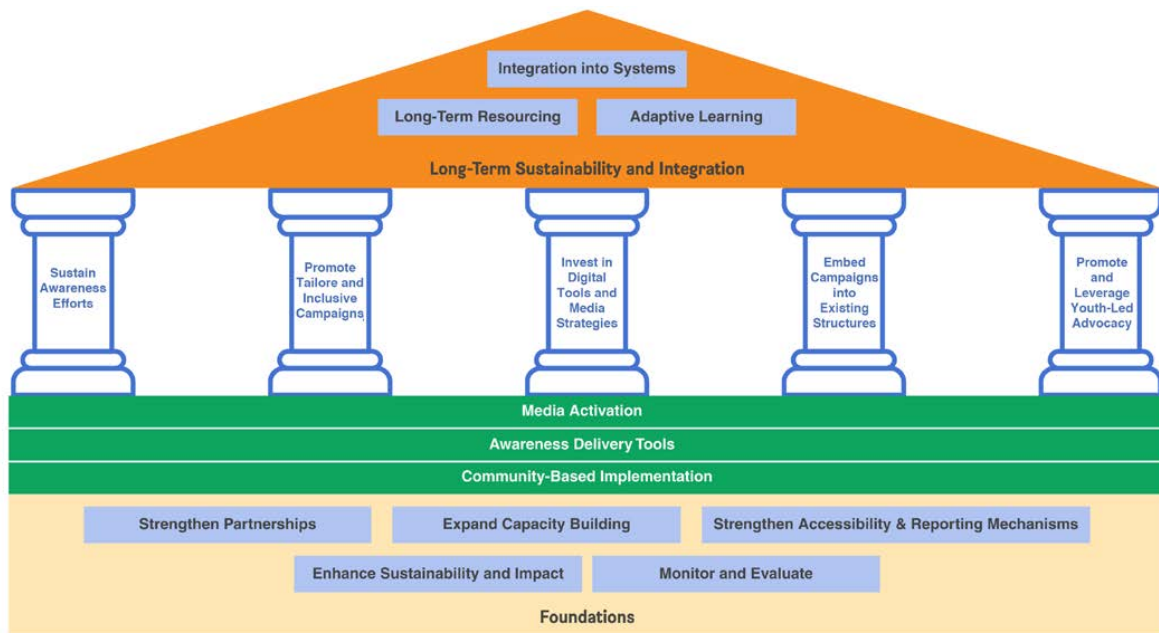 Integration into Systems
Long-Term Resourcing
Adaptive Learning
Long-Term Sustainability and Integration
Sustain
Awareness
Efforts
Promote
Tailore and
Inclusive
Campaigns,
Invest in
Digital
Tools and
Media
Strategies
Embed
Campaigns
into
Existing
Structures
Promote
and
Leverage
Youth-Led
Advocacy
Media Activation
Awareness Delivery Tools
Community-Based Implementation
Strengthen Partnerships
Expand Capacity Building
Strengthen Accessibility & Reporting Mechanisms
Enhance Sustainability and Impact
Monitor and Evaluate
Foundations